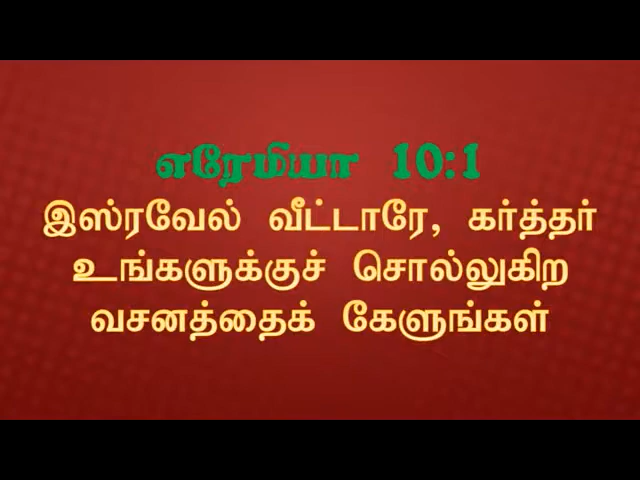 எரேமியா 10:1
இஸ்ரவேல் வீட்டாரே, கர்த்தர்
உங்களுக்குச் சொல்லுகிற
வசனத்தைக் கேளுங்கள்